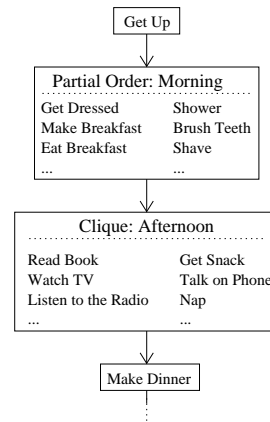 Get Up
Partial Order: Morning
Get Dressed Shower
Make Breakfast Brush Teeth
Eat Breakfast Shave
... ...
Clique: Afternoon
Read Book Get Snack
Watch TV Talk on Phone
Listen to the Radio Nap
... ...
Make Dinner